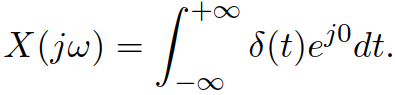 X(jω) = ∫_{-∞}^{+∞} δ(t)e^{j0}dt.